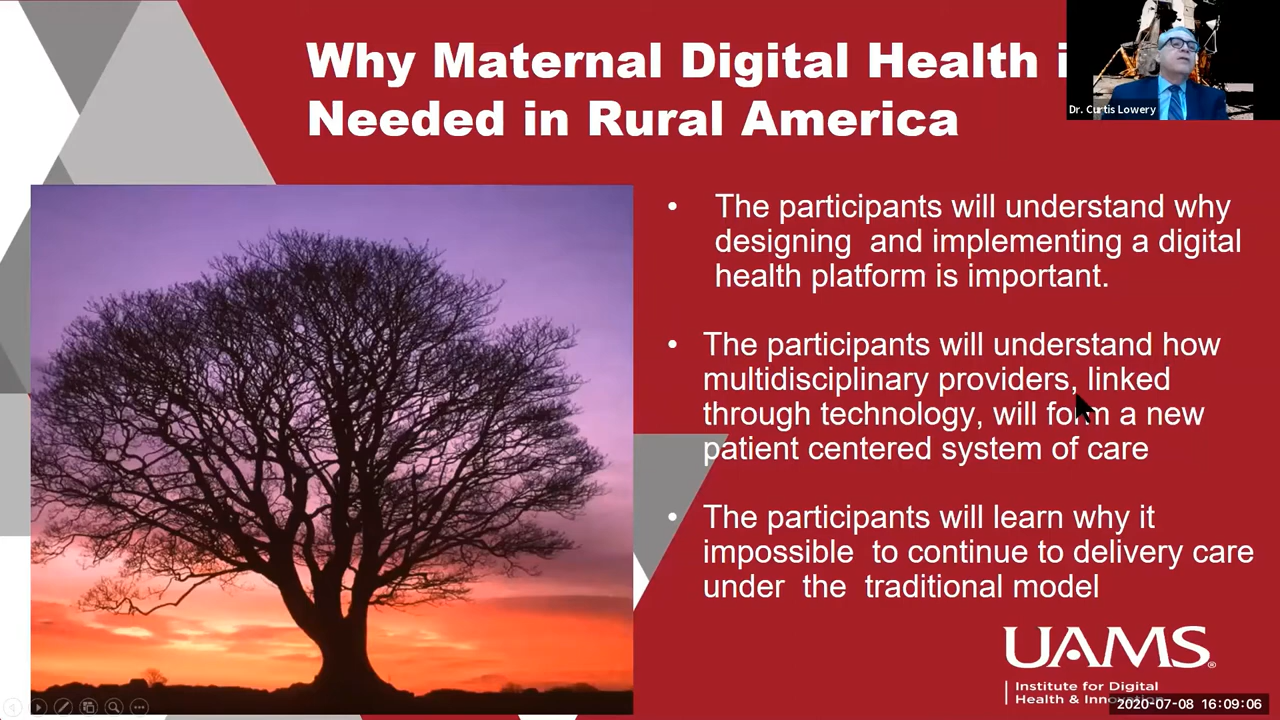 Why Maternal Digital Health i
Needed in Rural America
Dr. Curtis Lowery
• The participants will understand why
designing and implementing a digital
health platform is important.
• The participants will understand how
multidisciplinary providers, linked
through technology, will form a new
patient centered system of care
• The participants will learn why it
impossible to continue to delivery care
under the traditional model
UAMS®
Institute for Digital
Health & Innovation
2020-07-08 16:09:06